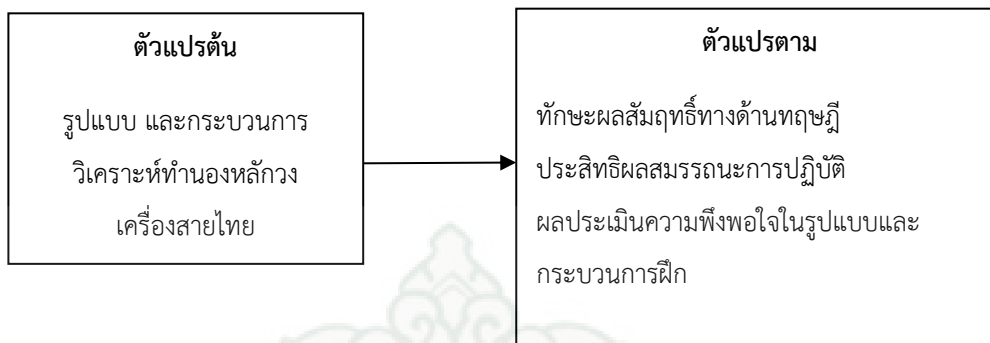 ตัวแปรต้น
รูปแบบ และกระบวนการ
วิเคราะห์ทำนองหลักวง
เครื่องสายไทย
ตัวแปรตาม
ทักษะผลสัมฤทธิ์ทางด้านทฤษฎี
ประสิทธิผลสมรรถนะการปฏิบัติ
ผลประเมินความพึงพอใจในรูปแบบและ
กระบวนการฝึก